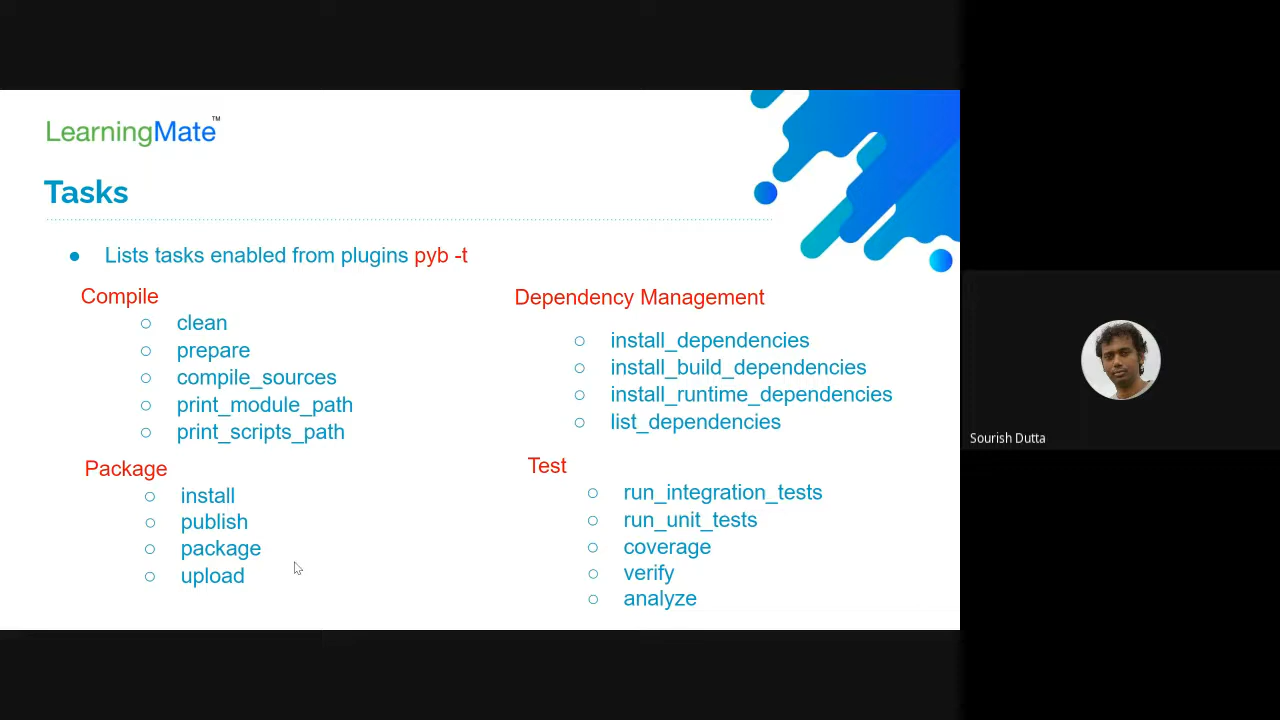 LearningMate™
Tasks
● Lists tasks enabled from plugins pyb -t
Compile
○ clean
○ prepare
○ compile_sources
○ print_module_path
○ print_scripts_path
Package
○ install
○ publish
○ package
○ upload
Dependency Management
○ install_dependencies
○ install_build_dependencies
○ install_runtime_dependencies
○ list_dependencies
Test
○ run_integration_tests
○ run_unit_tests
○ coverage
○ verify
○ analyze
Sourish Dutta